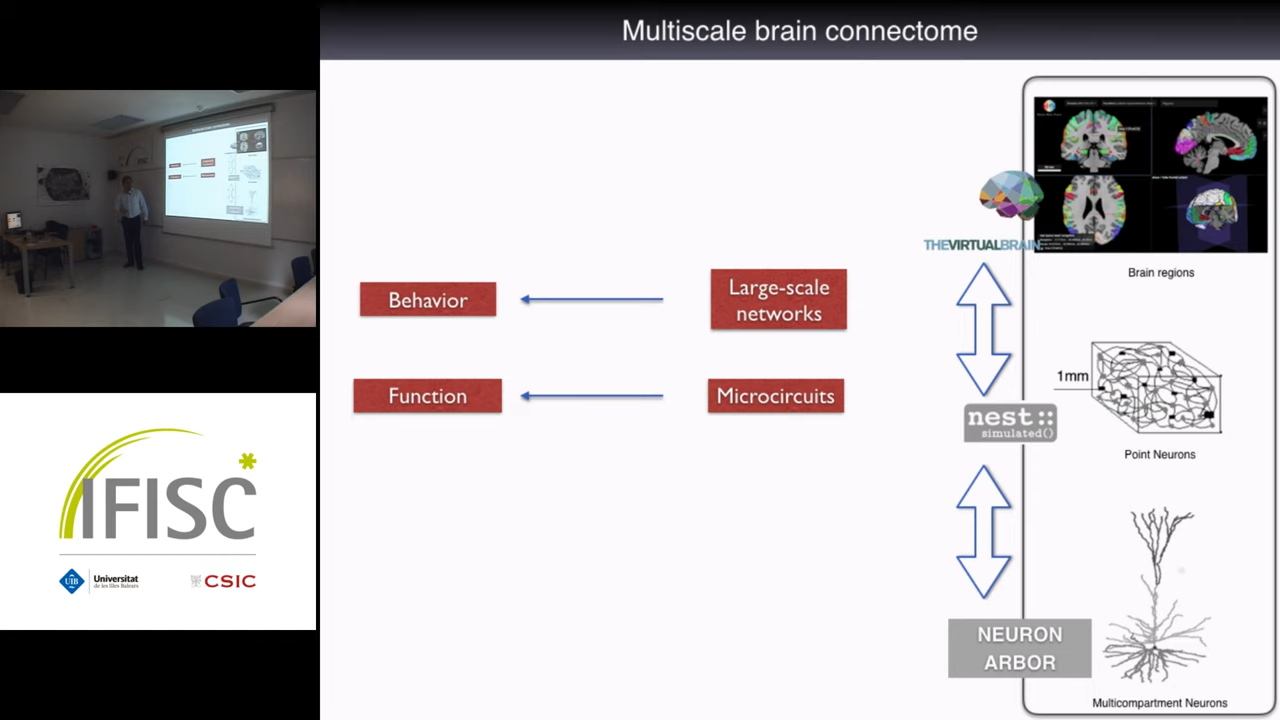 Multiscale brain connectome
THEVIRTUALBRAIN.
Brain regions
Behavior
Large-scale
networks
Function
Microcircuits
1mm
nest::
simulated()
Point Neurons
NEURON
ARBOR
Multicompartment Neurons
IFISC
UIB
Universitat
de les Illes Balears
CSIC